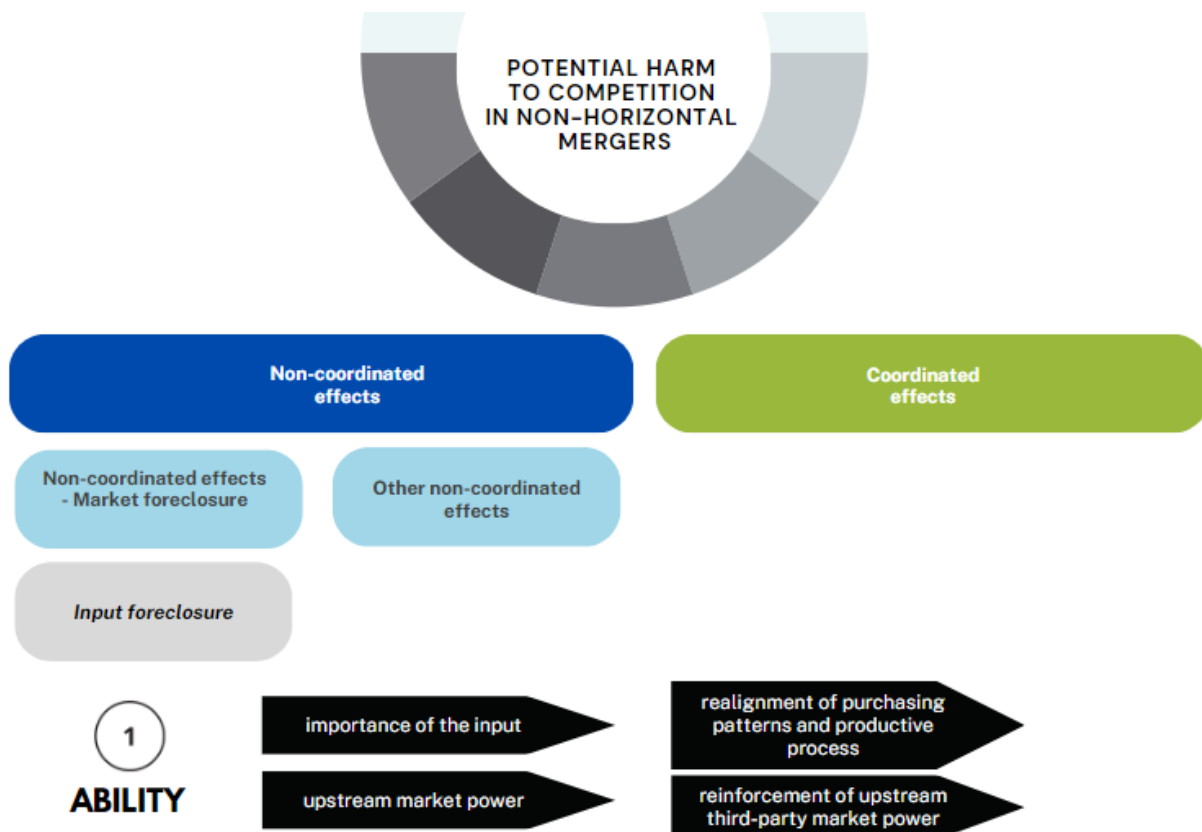 POTENTIAL HARM
TO COMPETITION
IN NON-HORIZONTAL
MERGERS
Non-coordinated
effects
Coordinated
effects
Non-coordinated effects
- Market foreclosure
Other non-coordinated
effects
Input foreclosure
1
ABILITY
importance of the input
realignment of purchasing
patterns and productive
process
upstream market power
reinforcement of upstream
third-party market power